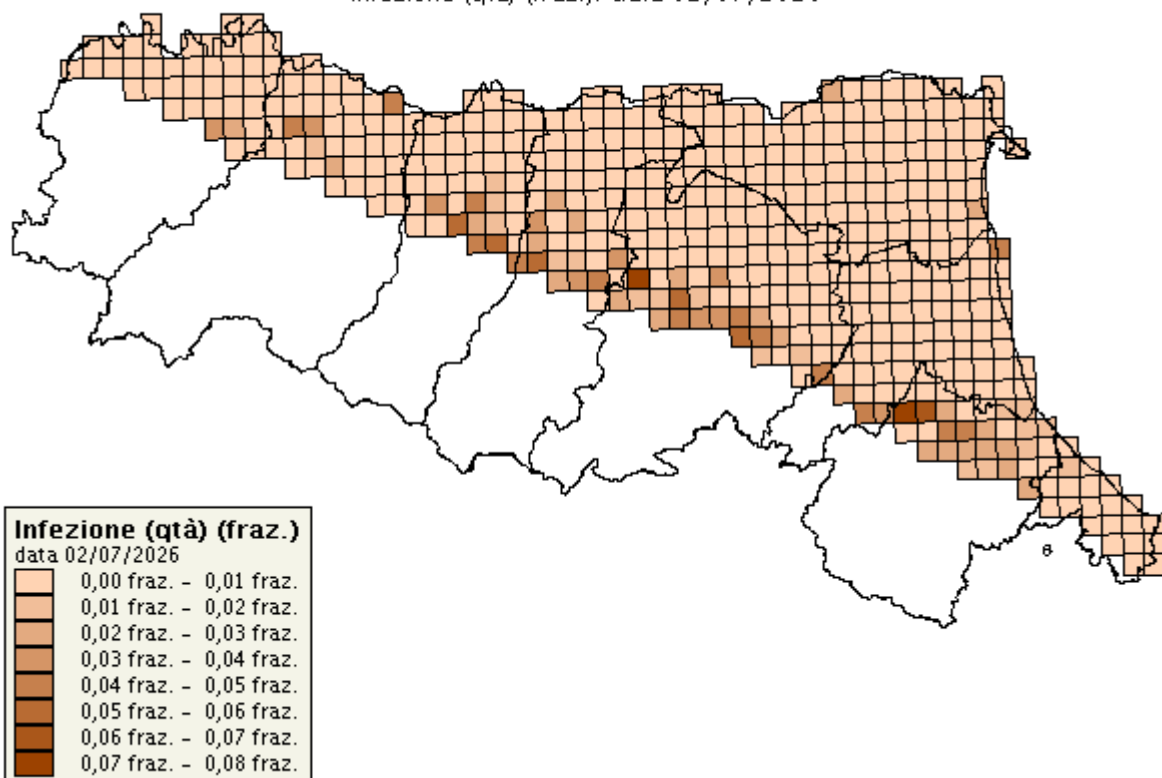 Infezione (qtà) (fraz.)
data 02/07/2026
0,00 fraz. - 0,01 fraz.
0,01 fraz. - 0,02 fraz.
0,02 fraz. - 0,03 fraz.
0,03 fraz. - 0,04 fraz.
0,04 fraz. - 0,05 fraz.
0,05 fraz. - 0,06 fraz.
0,06 fraz. - 0,07 fraz.
0,07 fraz. - 0,08 fraz.